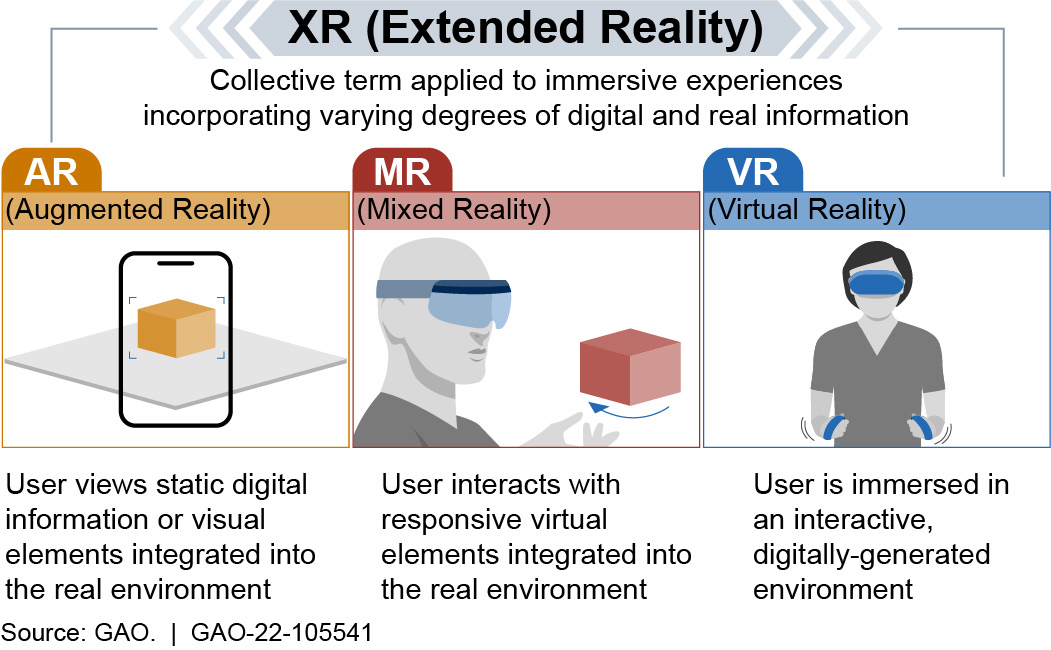 XR (Extended Reality)
Collective term applied to immersive experiences
incorporating varying degrees of digital and real information
AR
(Augmented Reality)
User views static digital
information or visual
elements integrated into
the real environment
MR
(Mixed Reality)
User interacts with
responsive virtual
elements integrated into
the real environment
VR
(Virtual Reality)
User is immersed in
an interactive,
digitally-generated
environment
Source: GAO. | GAO-22-105541